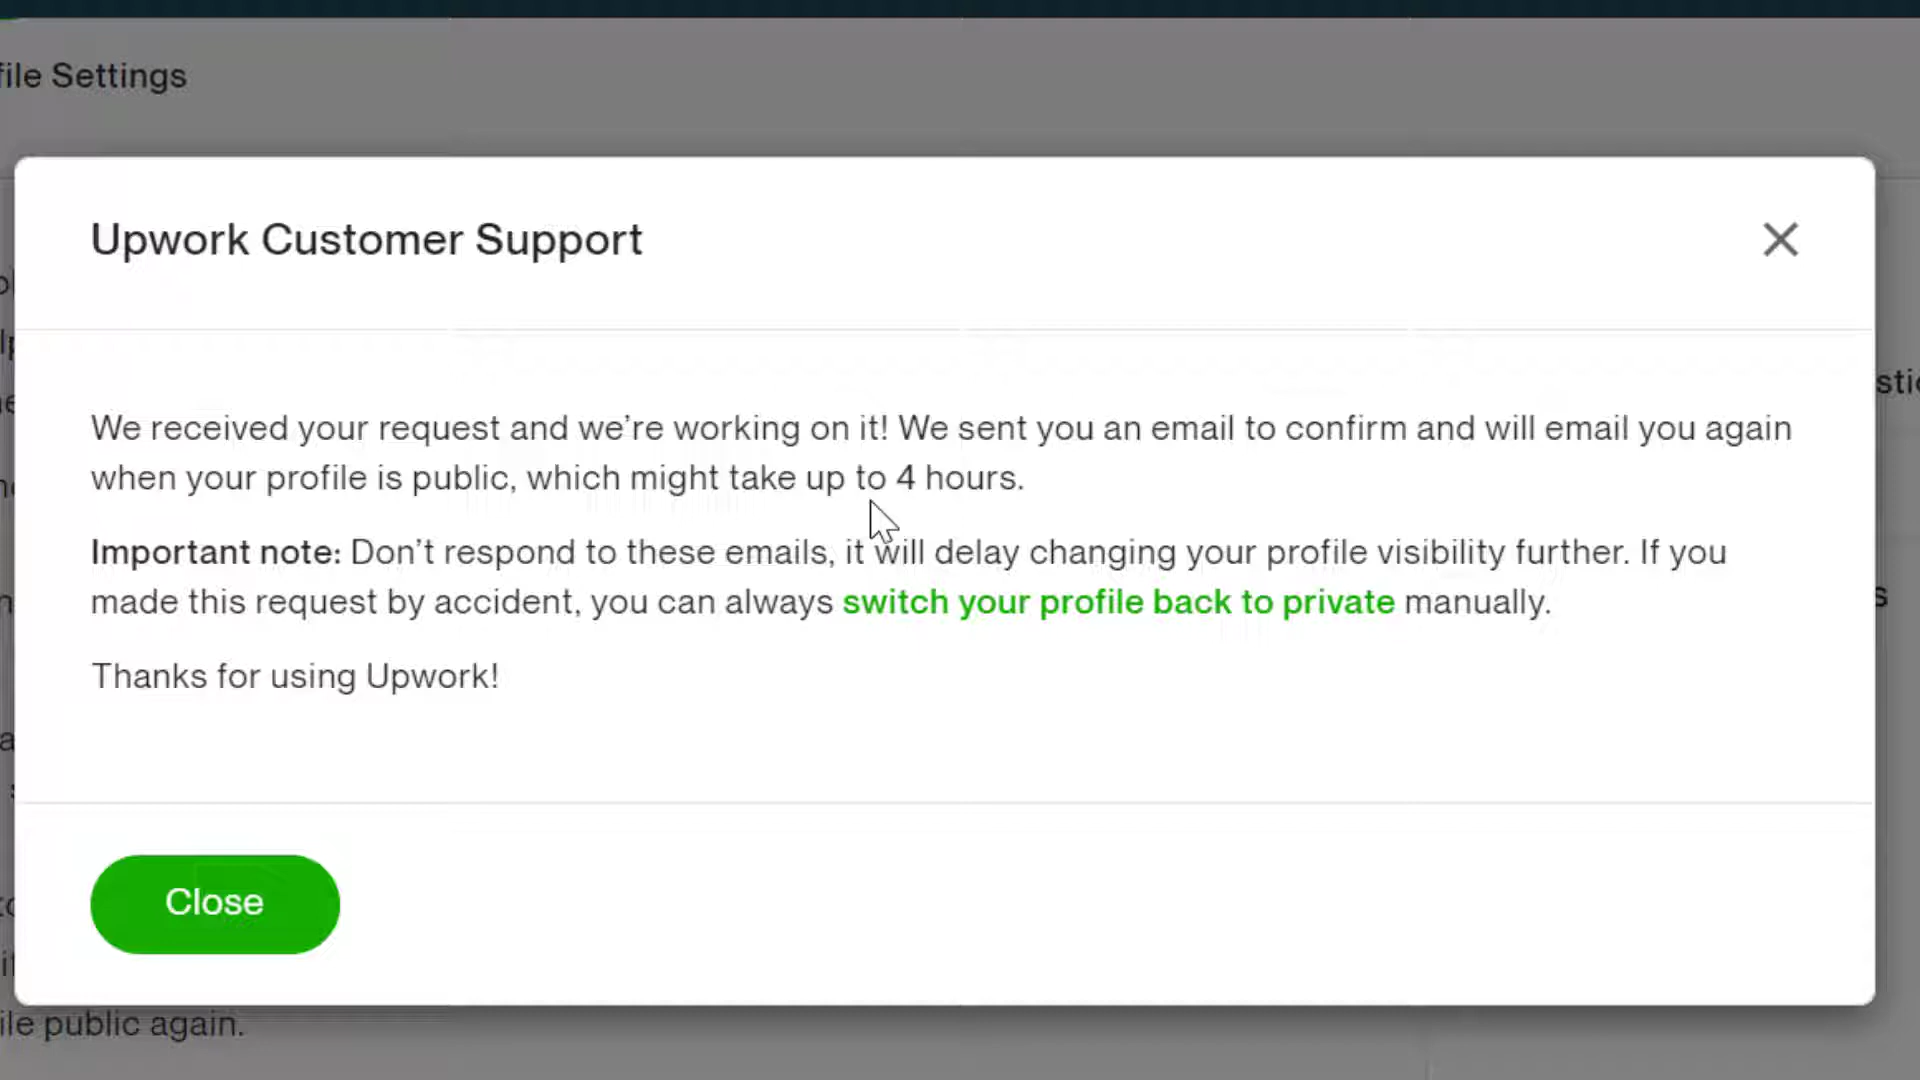 Settings
Upwork Customer Support
We received your request and we’re working on it! We sent you an email to confirm and will email you again
when your profile is public, which might take up to 4 hours.
Important note: Don’t respond to these emails, it will delay changing your profile visibility further. If you
made this request by accident, you can always switch your profile back to private manually.
Thanks for using Upwork!
Close
public again.